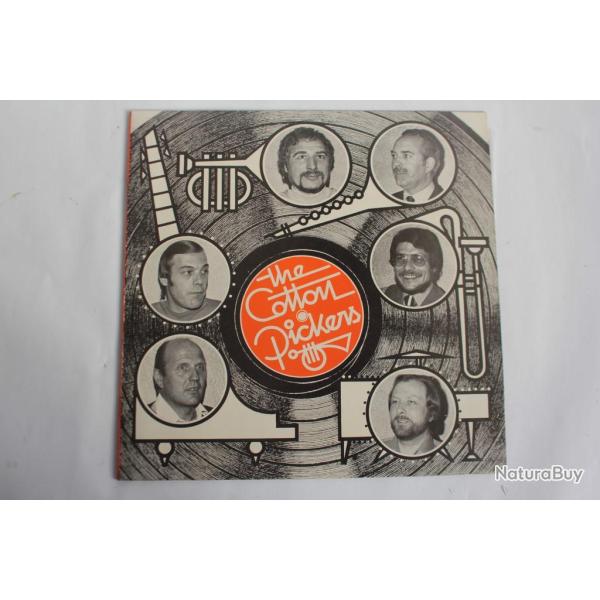 the
Cotton
Pickers
NaturaBuy